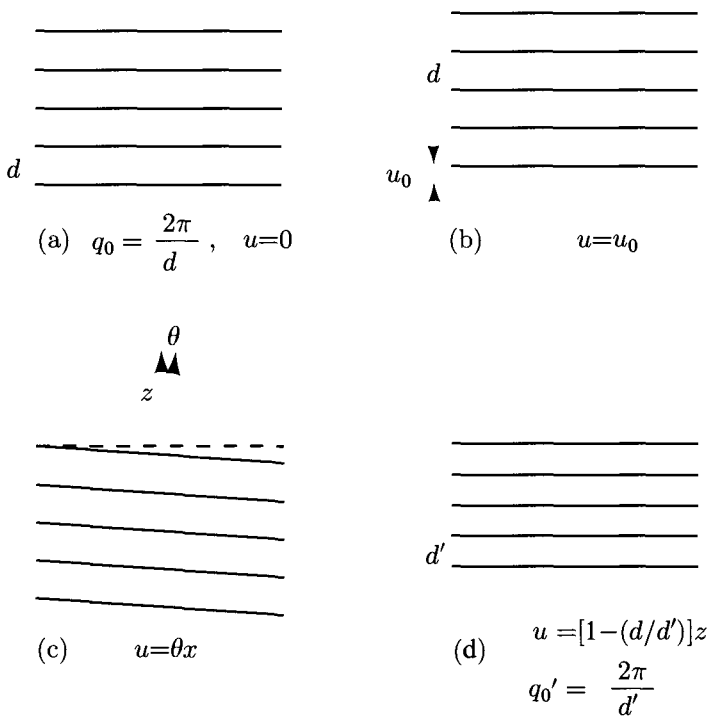 d
(a) q₀ = 2π/d , u=0
d
u₀
(b) u=u₀
θ
z
(c) u=θx
d′
(d) u =[1−(d/d′)]z
q₀′ = 2π/d′